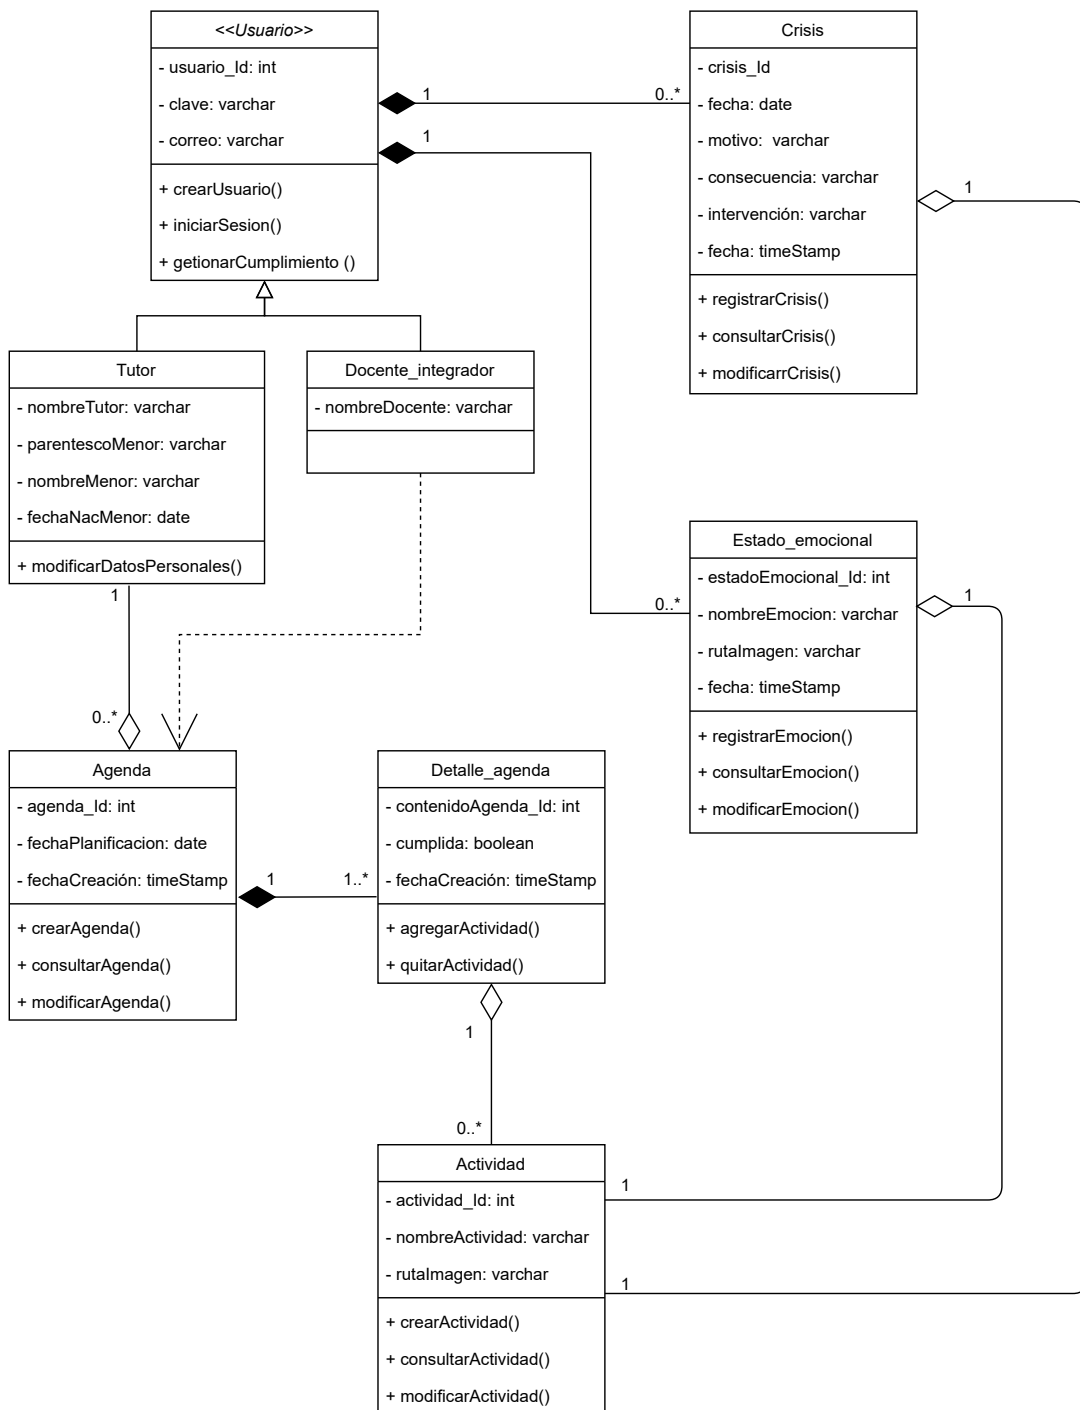 <<Usuario>>
- usuario_Id: int
- clave: varchar
- correo: varchar
+ crearUsuario()
+ iniciarSesion()
+ getionarCumplimiento ()
1
0..*
1
Crisis
- crisis_Id
- fecha: date
- motivo:  varchar
- consecuencia: varchar
- intervención: varchar
- fecha: timeStamp
+ registrarCrisis()
+ consultarCrisis()
+ modificarrCrisis()
1
Tutor
- nombreTutor: varchar
- parentescoMenor: varchar
- nombreMenor: varchar
- fechaNacMenor: date
+ modificarDatosPersonales()
Docente_integrador
- nombreDocente: varchar
1
0..*
0..*
Estado_emocional
- estadoEmocional_Id: int
- nombreEmocion: varchar
- rutaImagen: varchar
- fecha: timeStamp
+ registrarEmocion()
+ consultarEmocion()
+ modificarEmocion()
1
Agenda
- agenda_Id: int
- fechaPlanificacion: date
- fechaCreación: timeStamp
+ crearAgenda()
+ consultarAgenda()
+ modificarAgenda()
1
1..*
Detalle_agenda
- contenidoAgenda_Id: int
- cumplida: boolean
- fechaCreación: timeStamp
+ agregarActividad()
+ quitarActividad()
1
0..*
Actividad
- actividad_Id: int
- nombreActividad: varchar
- rutaImagen: varchar
+ crearActividad()
+ consultarActividad()
+ modificarActividad()
1
1